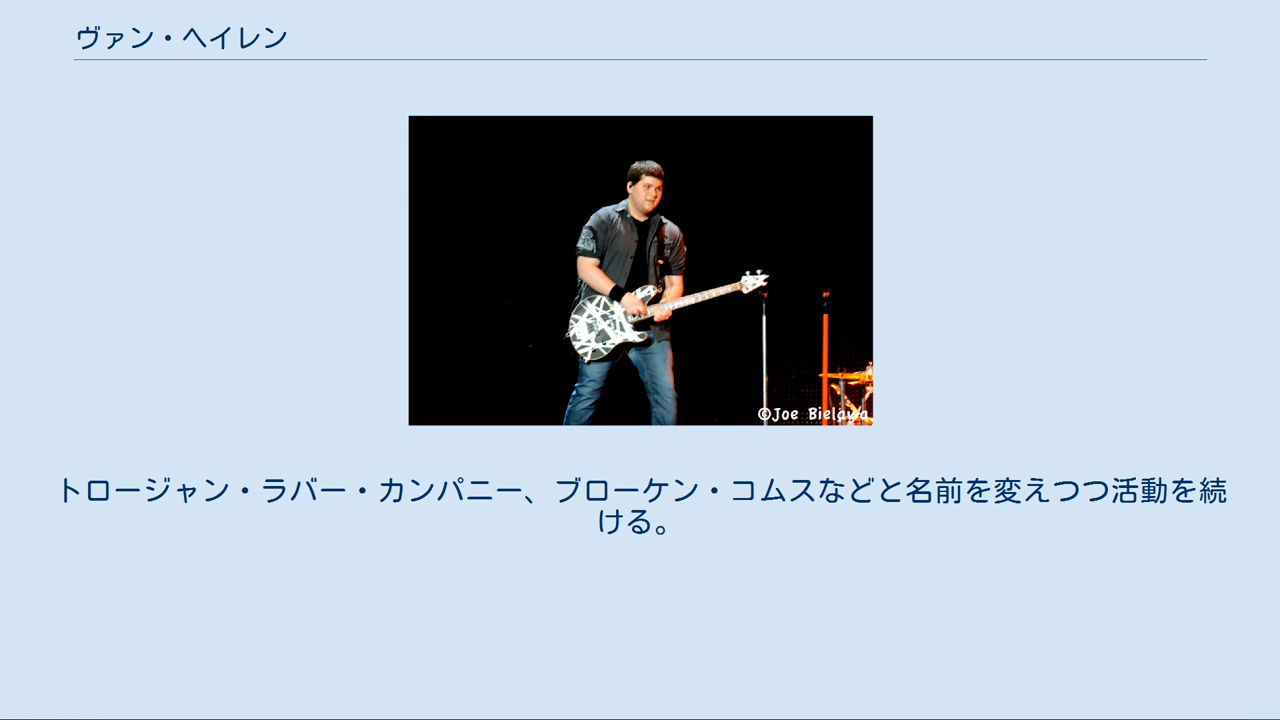 ヴァン・ヘイレン
©Joe Bielawa
トロージャン・ラバー・カンパニー、ブローケン・コムスなどと名前を変えつつ活動を続
ける。